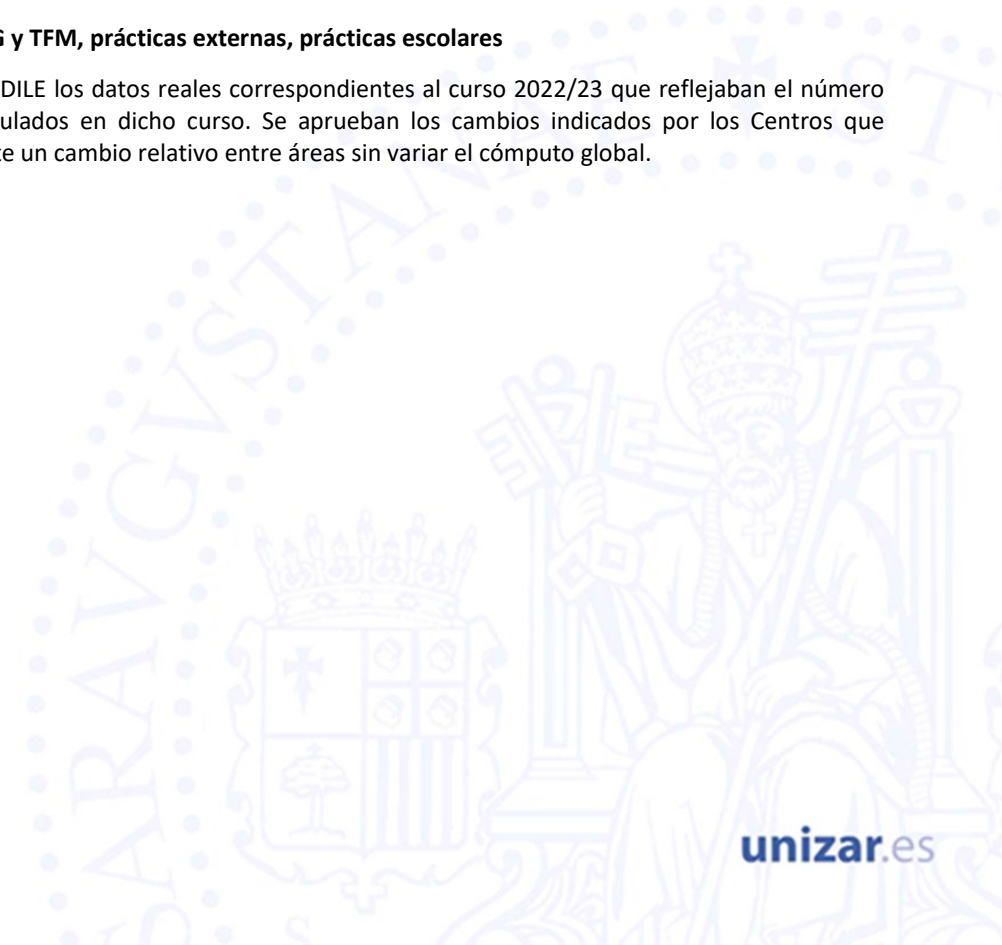 G y TFM, prácticas externas, prácticas escolares
DILE los datos reales correspondientes al curso 2022/23 que reflejaban el número
ulados en dicho curso. Se aprueban los cambios indicados por los Centros que
te un cambio relativo entre áreas sin variar el cómputo global.
ARAVGVSTANAE + ST
unizar.es